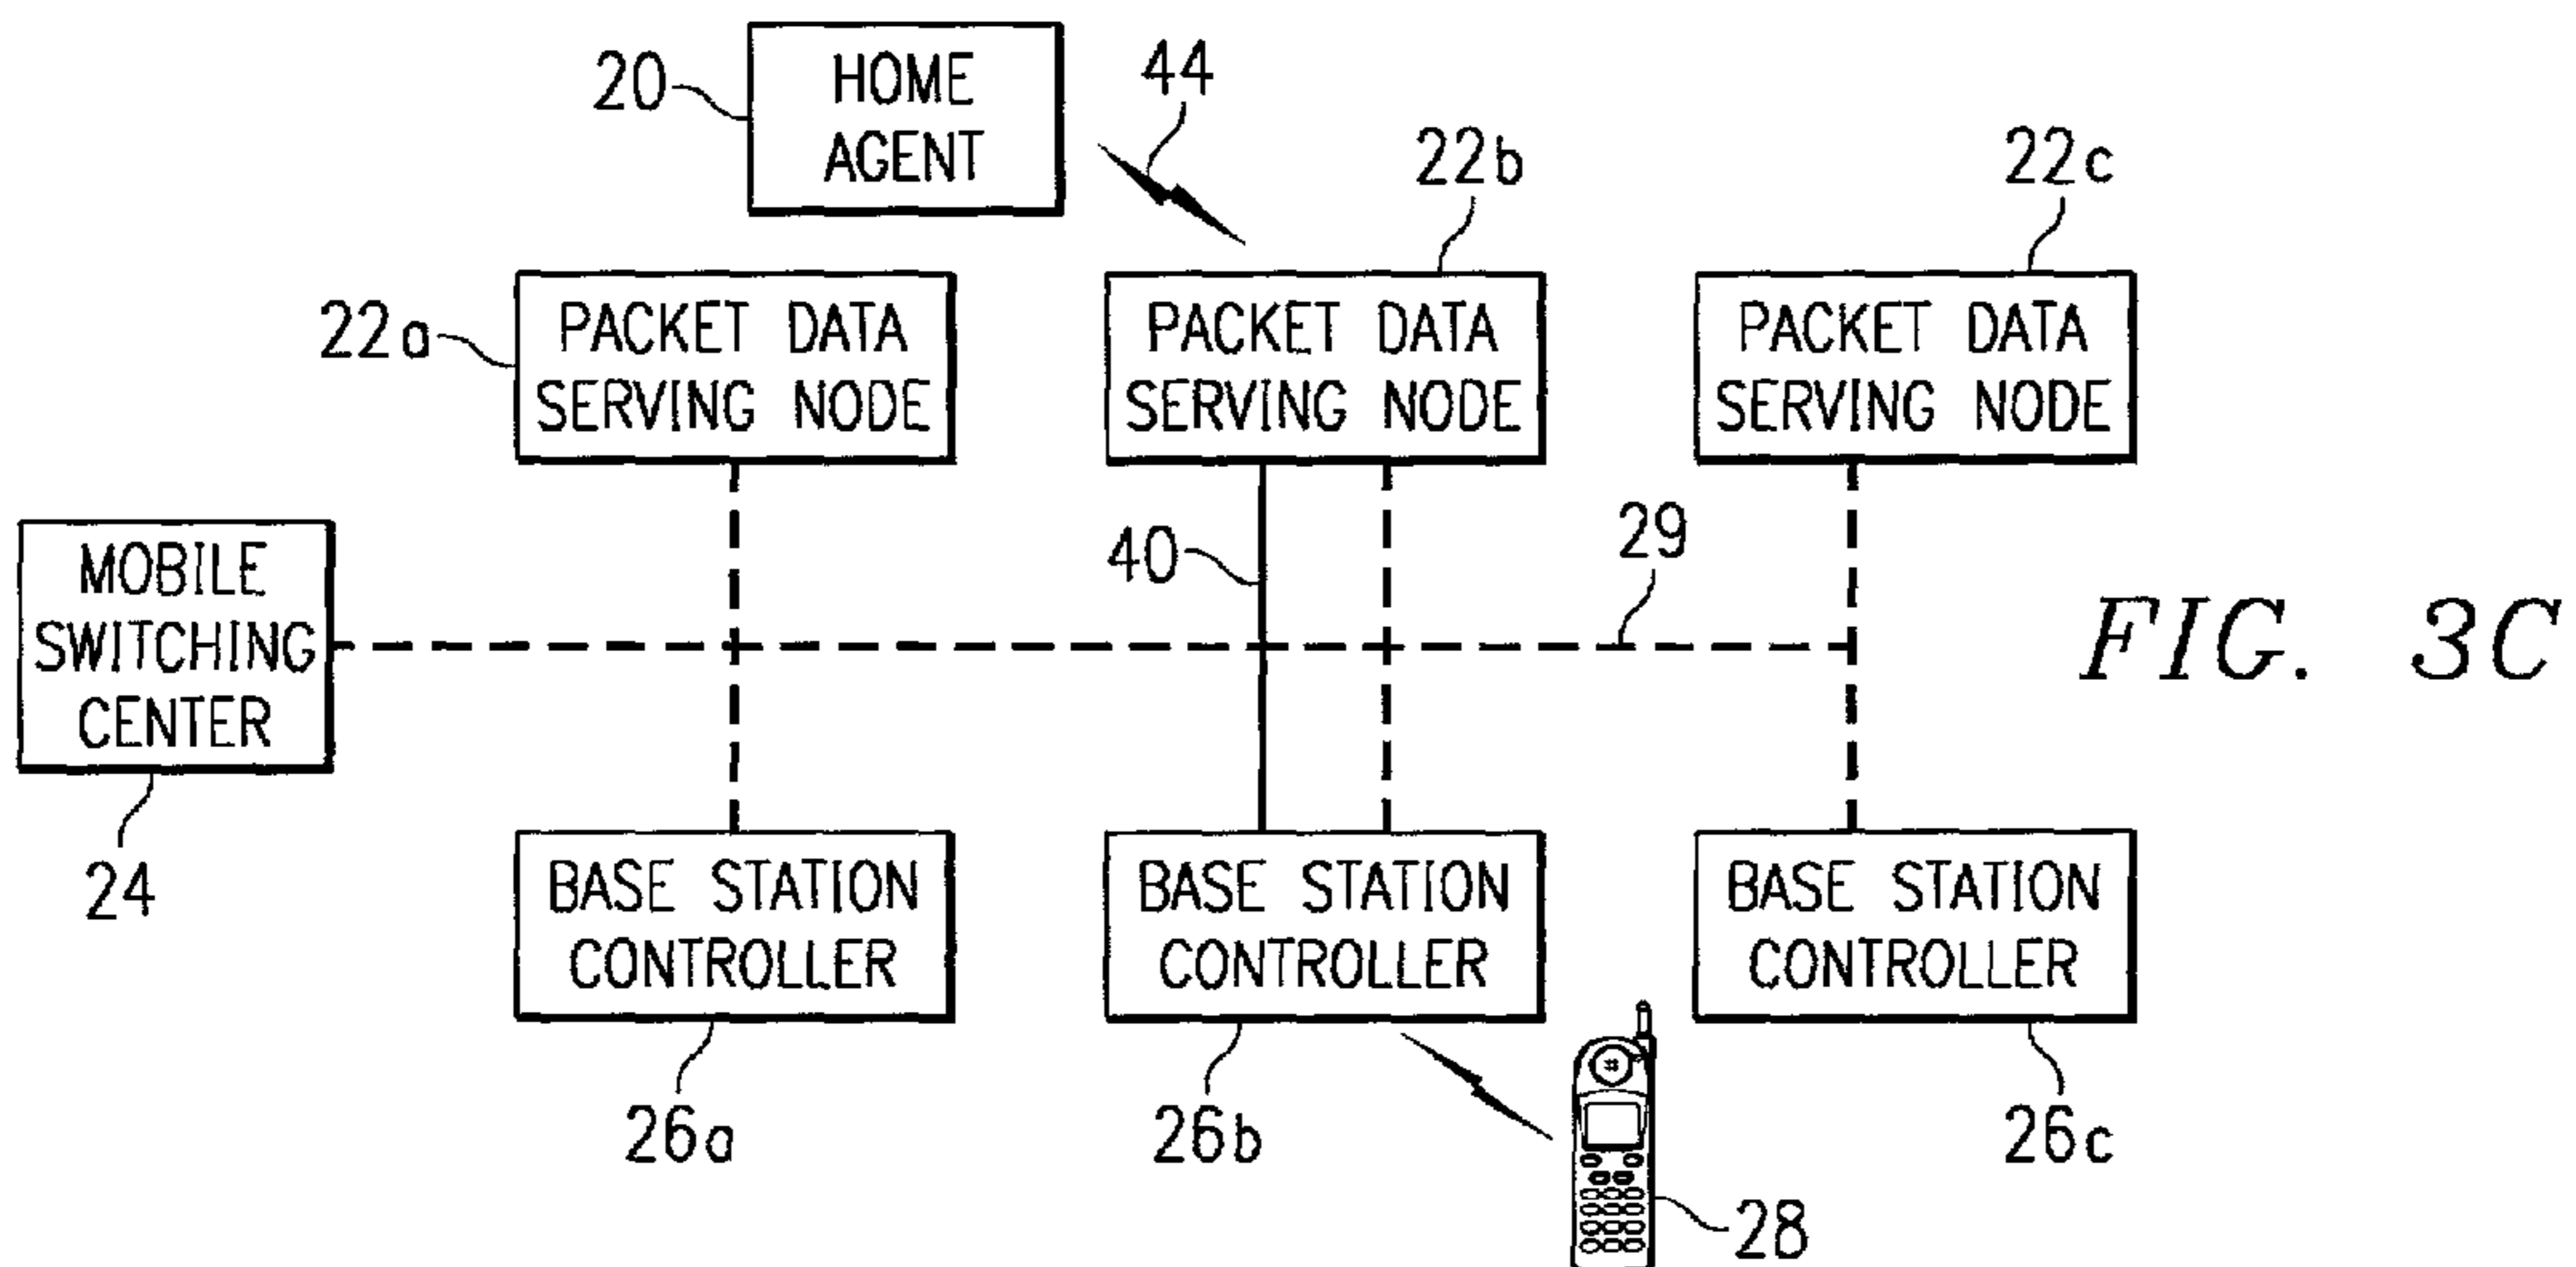 20
HOME
AGENT
44
22b
22c
22a
PACKET DATA
SERVING NODE
PACKET DATA
SERVING NODE
PACKET DATA
SERVING NODE
MOBILE
SWITCHING
CENTER
24
40
29
FIG. 3C
BASE STATION
CONTROLLER
BASE STATION
CONTROLLER
BASE STATION
CONTROLLER
26a
26b
#
26c
28